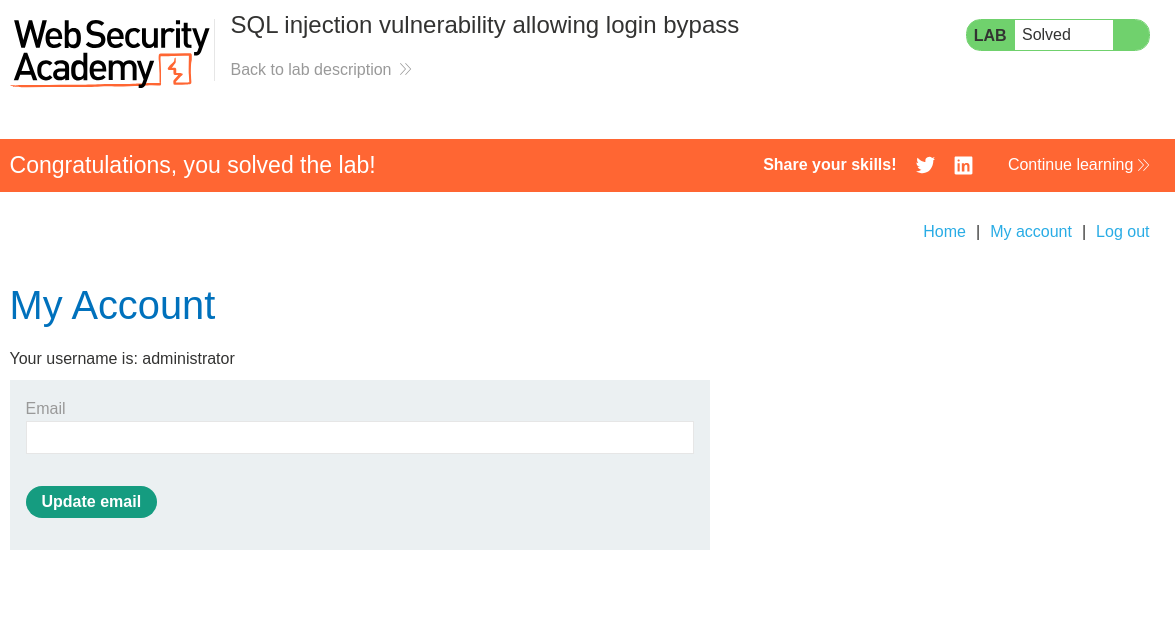 Web Security
Academy
SQL injection vulnerability allowing login bypass
Back to lab description
LAB Solved
Congratulations, you solved the lab!
Share your skills!
Continue learning
Home | My account | Log out
My Account
Your username is: administrator
Email
Update email